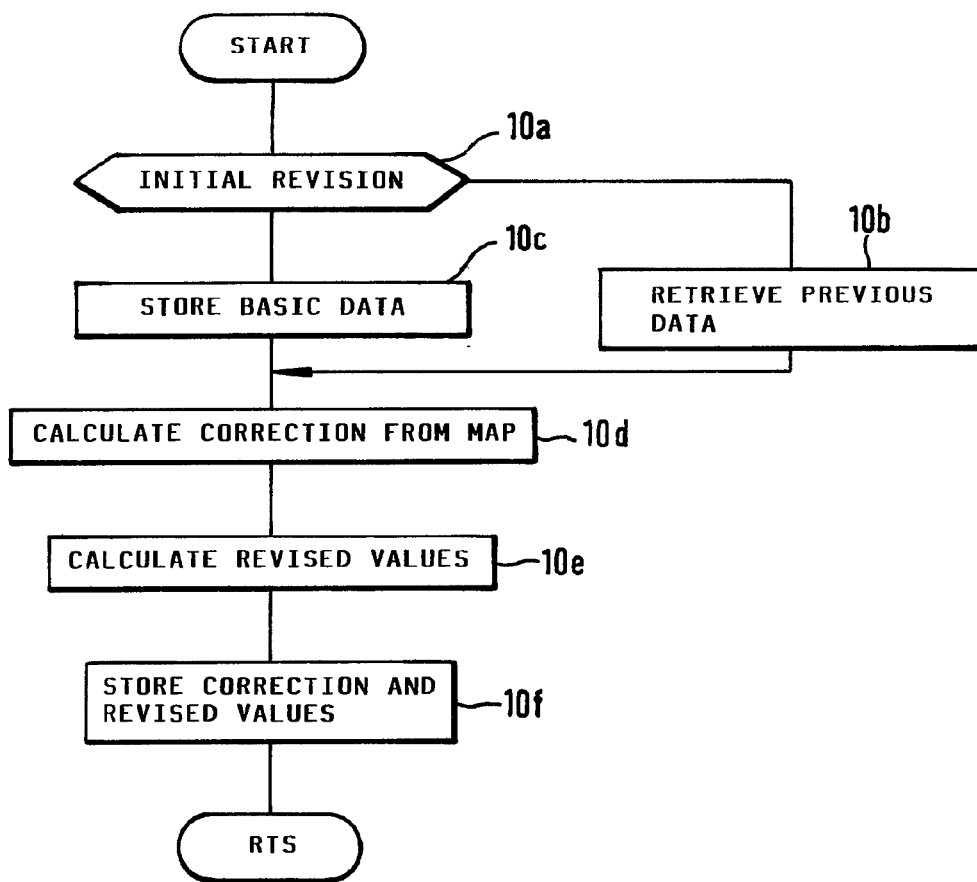 START
10a
INITIAL REVISION
10c
10b
STORE BASIC DATA
RETRIEVE PREVIOUS
DATA
CALCULATE CORRECTION FROM MAP
10d
CALCULATE REVISED VALUES
10e
STORE CORRECTION AND
REVISED VALUES
10f
RTS